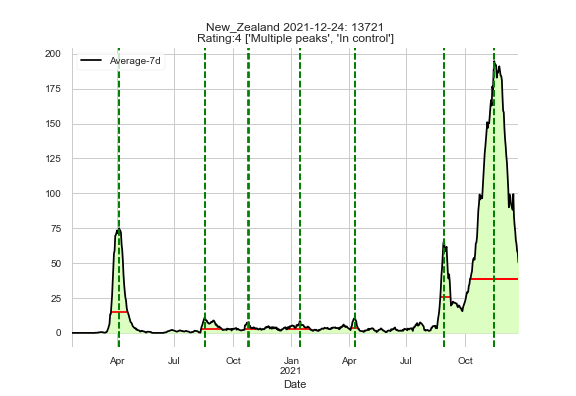 New_Zealand 2021-12-24: 13721
Rating:4 ['Multiple peaks', 'In control']
Average-7d
200
175
150
125
100
75
50
25
0
Apr Jul Oct Jan Apr Jul Oct
2021
Date